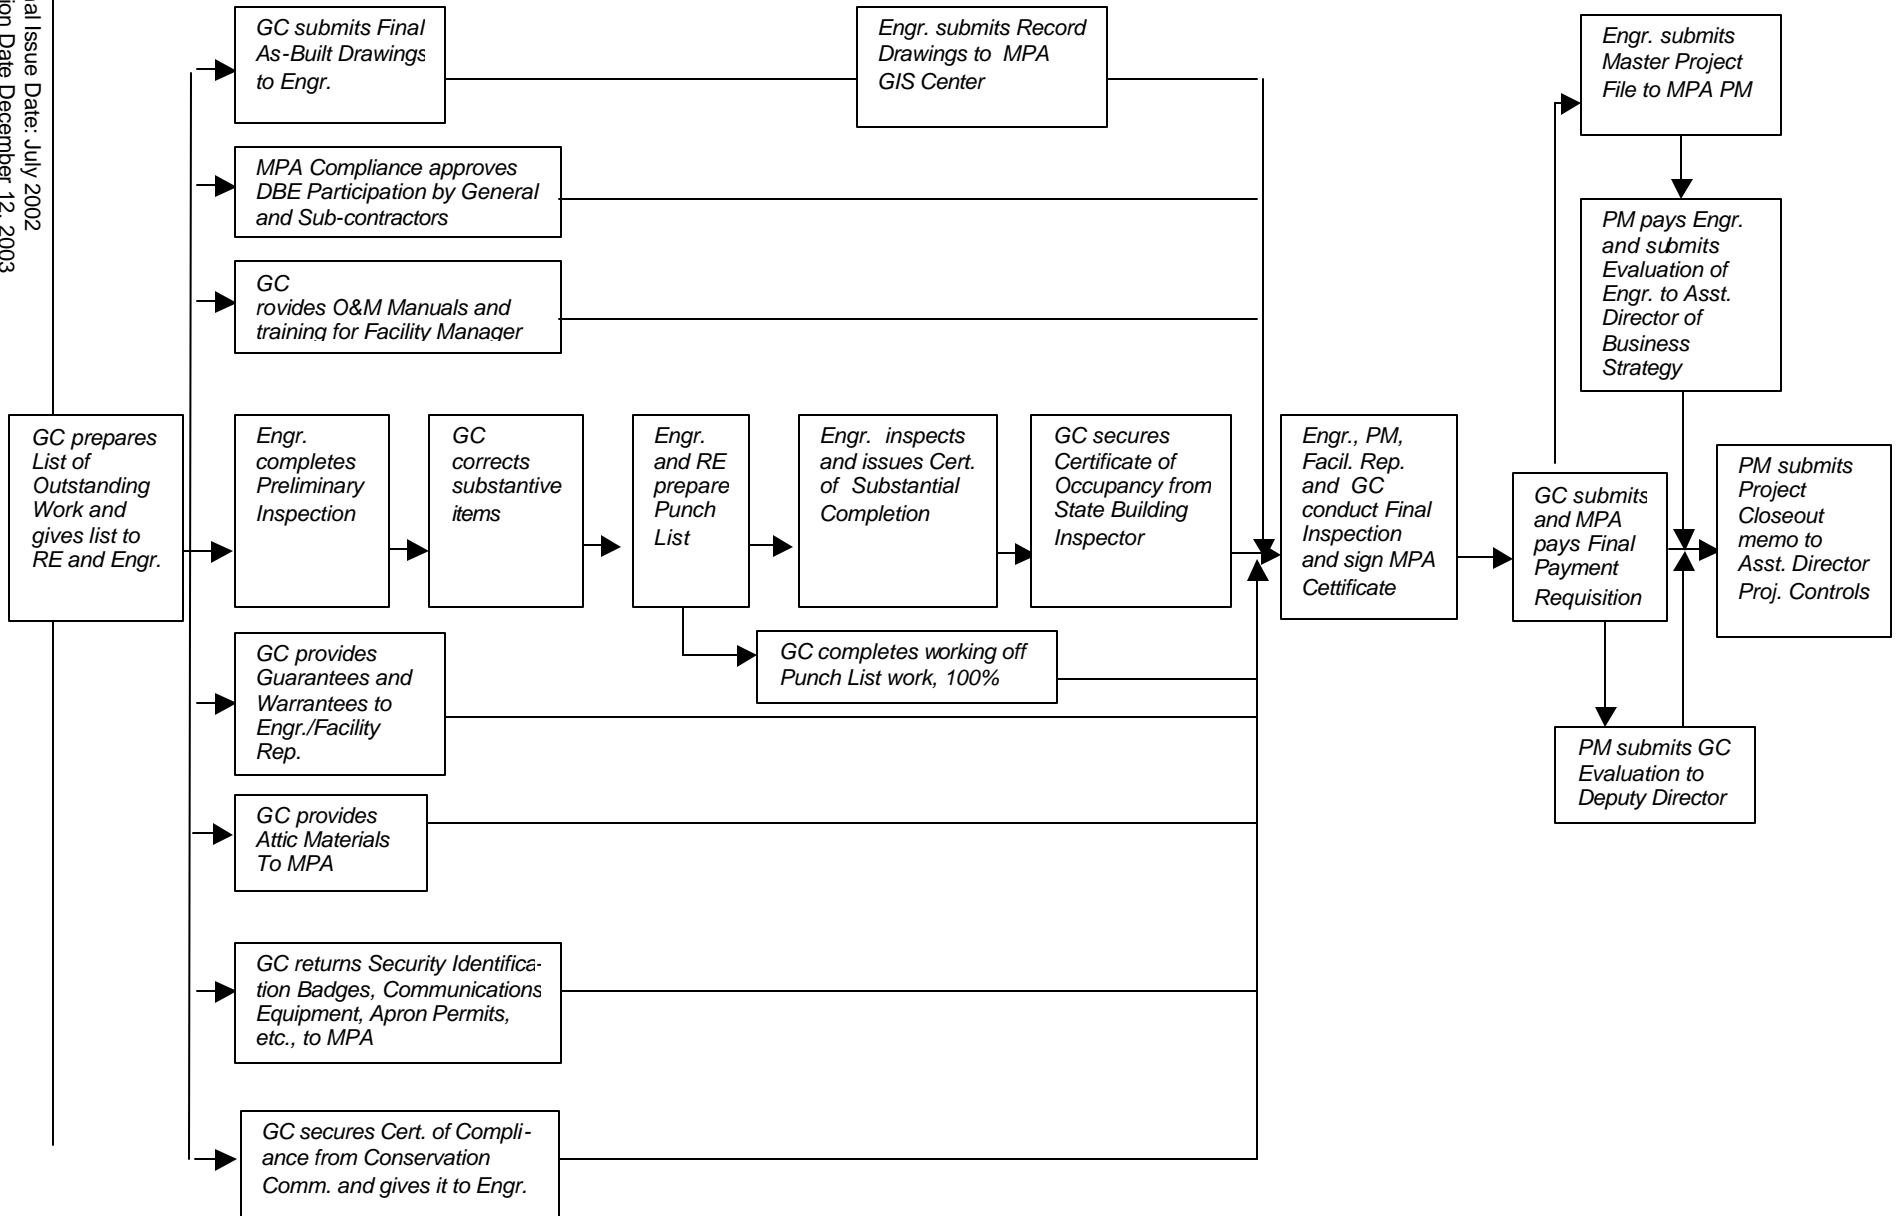 nal Issue Date: July 2002
ion Date December 12, 2003
GC submits Final
As-Built Drawings
to Engr.
Engr. submits Record
Drawings to MPA
GIS Center
Engr. submits
Master Project
File to MPA PM
MPA Compliance approves
DBE Participation by General
and Sub-contractors
PM pays Engr.
and submits
Evaluation of
Engr. to Asst.
Director of
Business
Strategy
GC
rovides O&M Manuals and
training for Facility Manager
GC prepares
List of
Outstanding
Work and
gives list to
RE and Engr.
Engr.
completes
Preliminary
Inspection
GC
corrects
substantive
items
Engr.
and RE
prepare
Punch
List
Engr. inspects
and issues Cert.
of Substantial
Completion
GC secures
Certificate of
Occupancy from
State Building
Inspector
Engr., PM,
Facil. Rep.
and GC
conduct Final
Inspection
and sign MPA
Cettificate
GC submits
and MPA
pays Final
Payment
Requisition
PM submits
Project
Closeout
memo to
Asst. Director
Proj. Controls
GC completes working off
Punch List work, 100%
GC provides
Guarantees and
Warrantees to
Engr./Facility
Rep.
PM submits GC
Evaluation to
Deputy Director
GC provides
Attic Materials
To MPA
GC returns Security Identifica-
tion Badges, Communications
Equipment, Apron Permits,
etc., to MPA
GC secures Cert. of Compli-
ance from Conservation
Comm. and gives it to Engr.